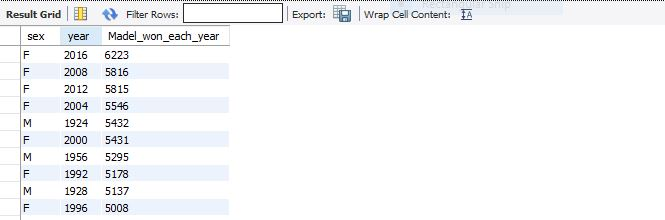 Result Grid Filter Rows: Export: Wrap Cell Content:
sex year Madel_won_each_year
F 2016 6223
F 2008 5816
F 2012 5815
F 2004 5546
M 1924 5432
F 2000 5431
M 1956 5295
F 1992 5178
M 1928 5137
F 1996 5008